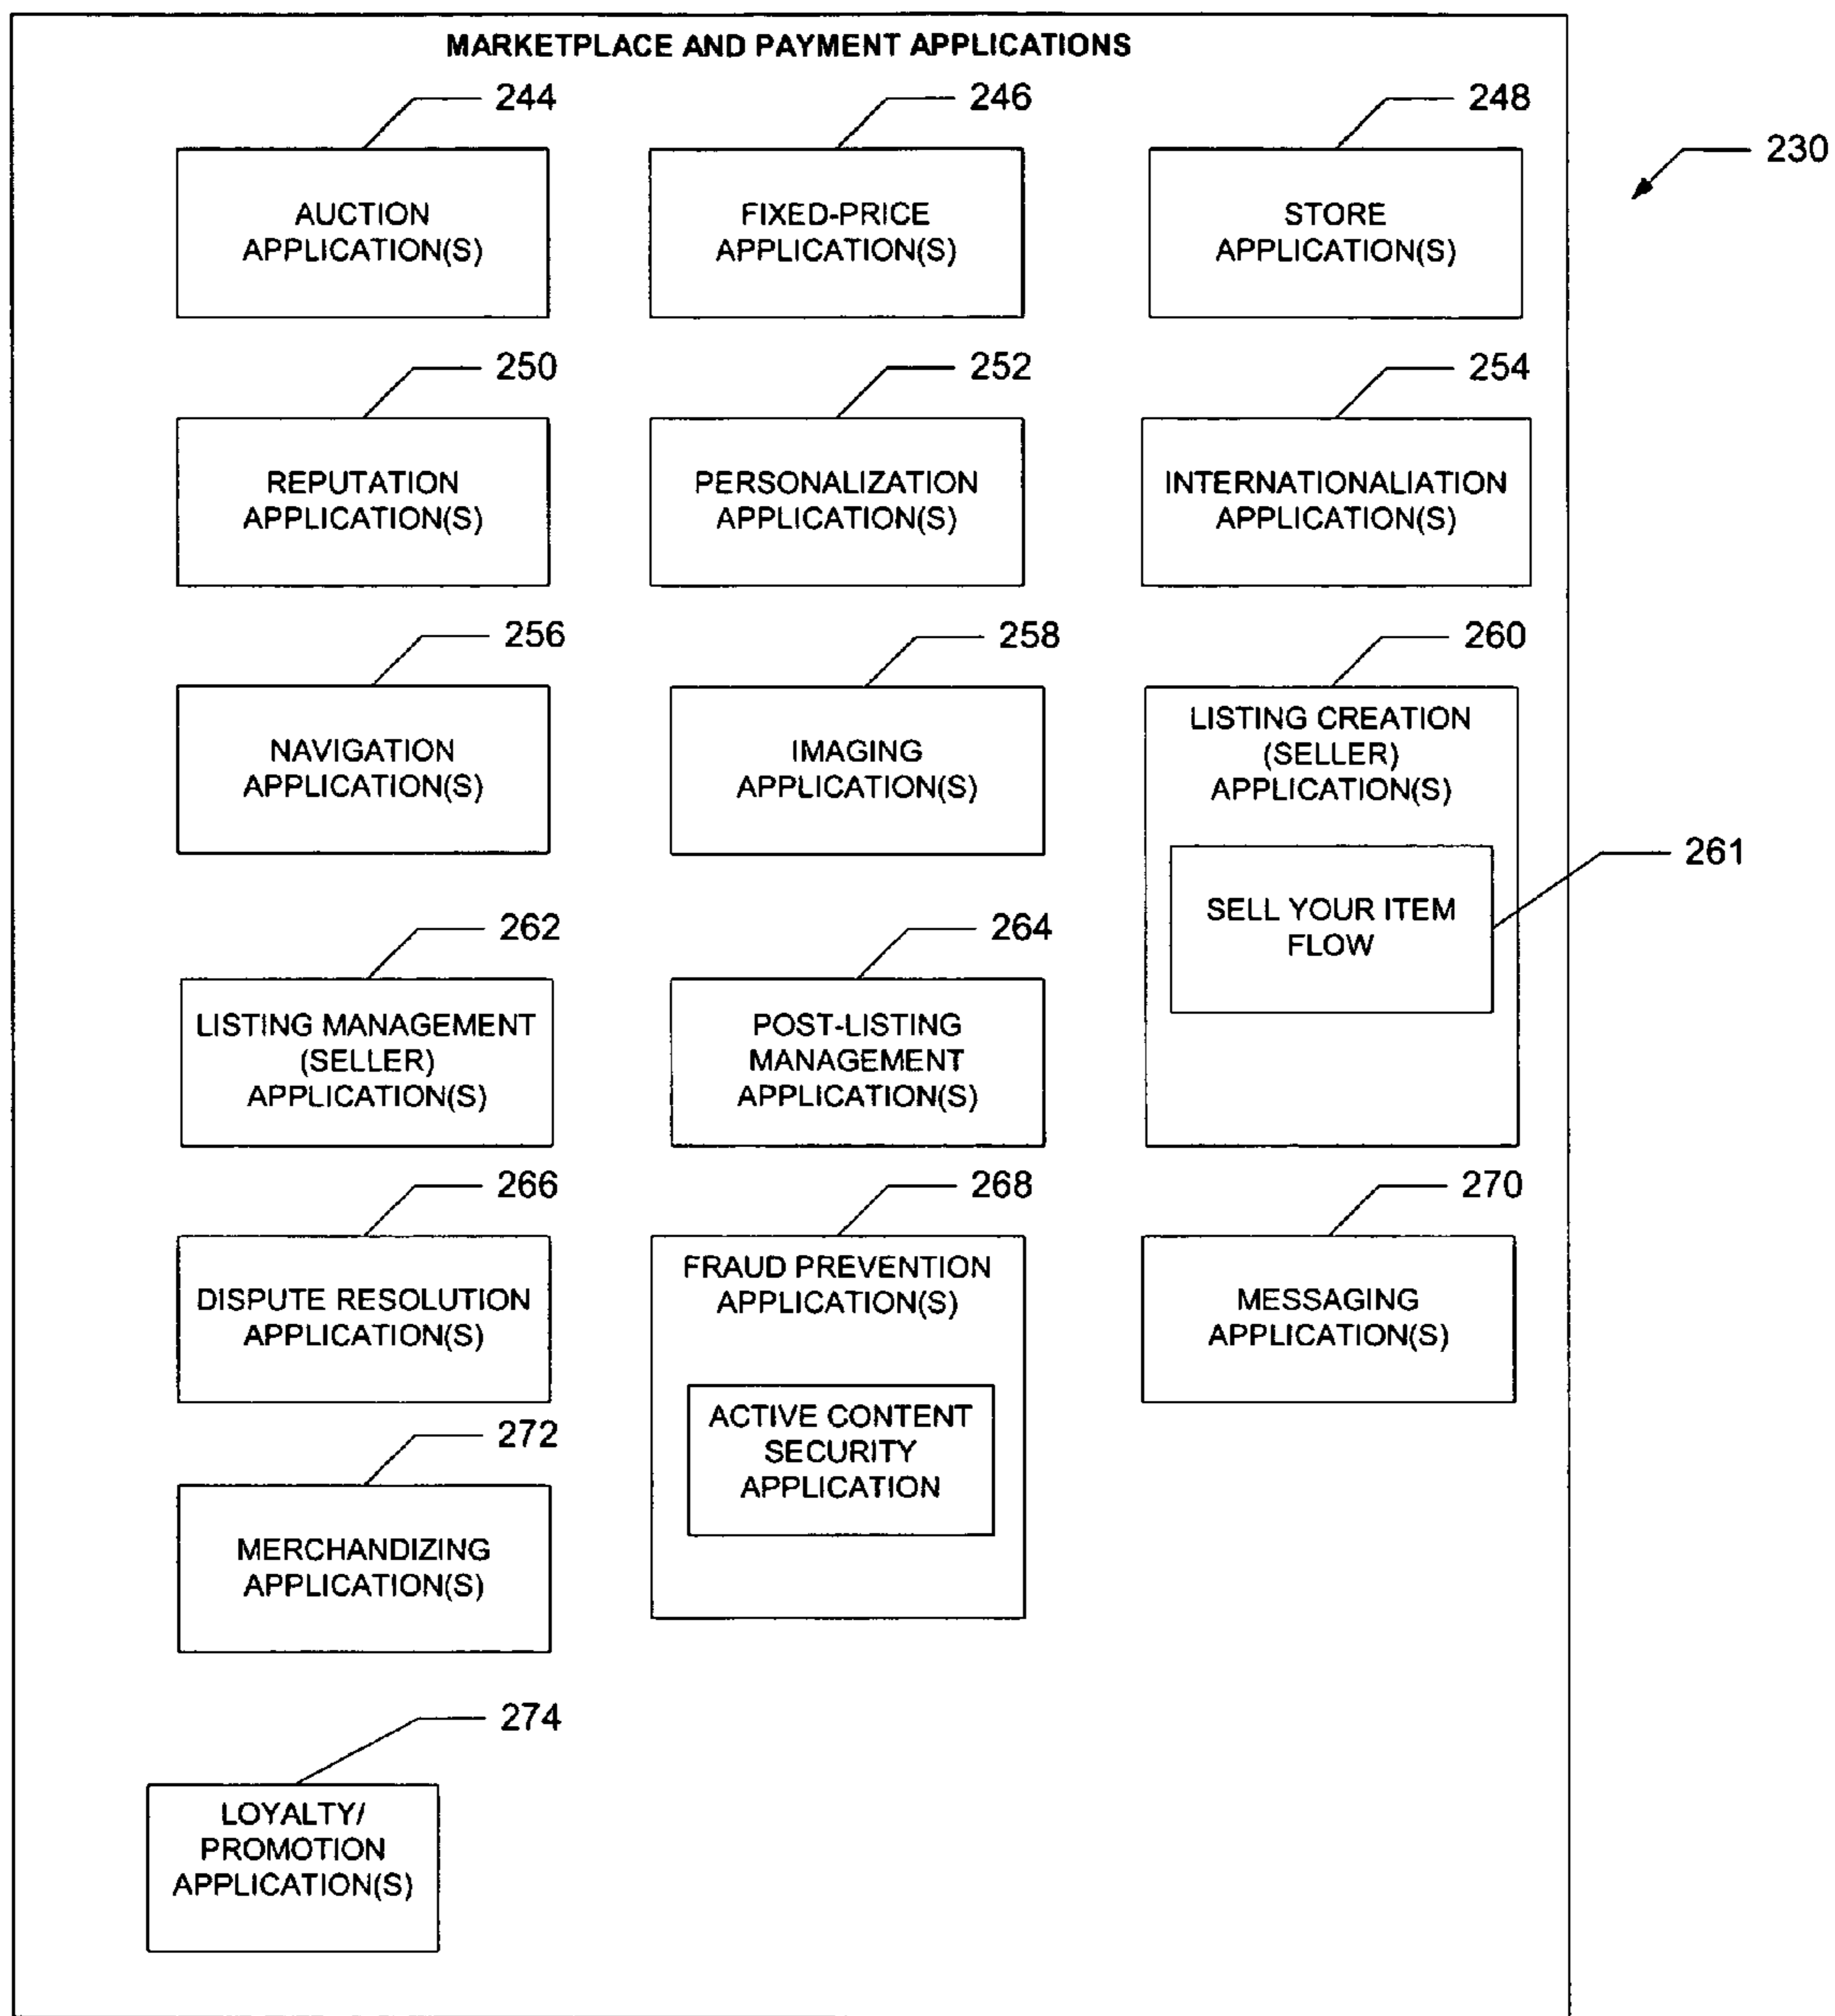 MARKETPLACE AND PAYMENT APPLICATIONS
244
246
248
230
AUCTION
APPLICATION(S)
FIXED-PRICE
APPLICATION(S)
STORE
APPLICATION(S)
250
252
254
REPUTATION
APPLICATION(S)
PERSONALIZATION
APPLICATION(S)
INTERNATIONALIATION
APPLICATION(S)
256
258
260
NAVIGATION
APPLICATION(S)
IMAGING
APPLICATION(S)
LISTING CREATION
(SELLER)
APPLICATION(S)
261
SELL YOUR ITEM
FLOW
262
264
LISTING MANAGEMENT
(SELLER)
APPLICATION(S)
POST-LISTING
MANAGEMENT
APPLICATION(S)
266
268
270
DISPUTE RESOLUTION
APPLICATION(S)
FRAUD PREVENTION
APPLICATION(S)
MESSAGING
APPLICATION(S)
ACTIVE CONTENT
SECURITY
APPLICATION
272
MERCHANDIZING
APPLICATION(S)
274
LOYALTY/
PROMOTION
APPLICATION(S)